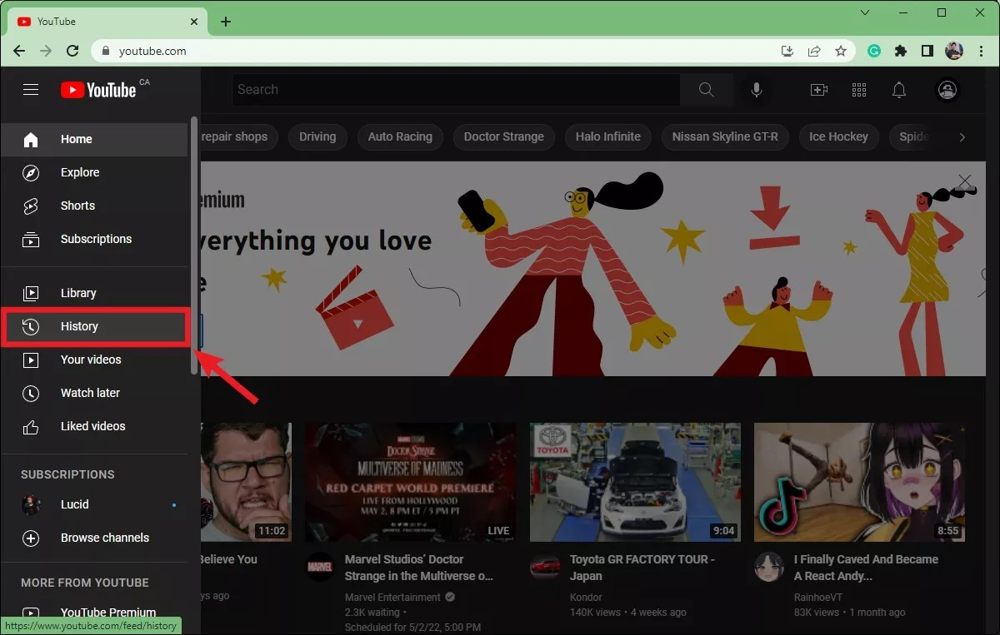 YouTube
youtube.com
YouTube CA
Search
Home
Explore
Shorts
Subscriptions
Library
History
Your videos
Watch later
Liked videos
SUBSCRIPTIONS
Lucid
Browse channels
MORE FROM YOUTUBE
YouTube Premium
https://www.youtube.com/feed/history
repair shops
Driving
Auto Racing
Doctor Strange
Halo Infinite
Nissan Skyline GT-R
Ice Hockey
Spide
emium
verything you love
e
11:02
Believe You
ys ago
MARVEL STUDIOS
DOCTOR STRANGE
IN THE MULTIVERSE OF MADNESS
RED CARPET WORLD PREMIERE
LIVE FROM HOLLYWOOD
MAY 2, 8 PM ET / 5 PM PT
LIVE
MARVEL
Marvel Studios' Doctor
Strange in the Multiverse o...
Marvel Entertainment
2.3K waiting •
Scheduled for 5/2/22, 5:00 PM
TOYOTA
9:04
Toyota GR FACTORY TOUR -
Japan
Kondor
140K views • 4 weeks ago
8:55
I Finally Caved And Became
A React Andy...
RainhoeVT
83K views • 1 month ago